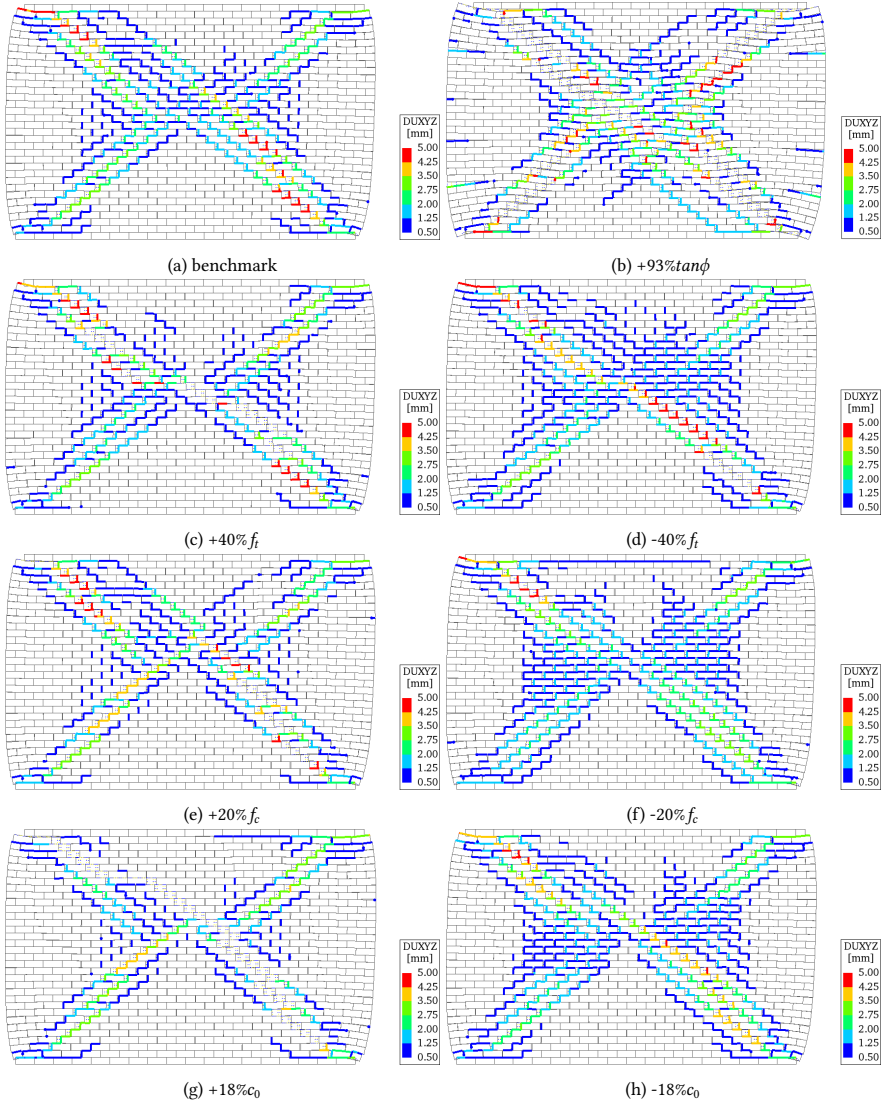 DUXYZ
[mm]
5.00
4.25
3.50
2.75
2.00
1.25
0.50
DUXYZ
[mm]
5.00
4.25
3.50
2.75
2.00
1.25
0.50
(a) benchmark
(b) +93%tanϕ
DUXYZ
[mm]
5.00
4.25
3.50
2.75
2.00
1.25
0.50
DUXYZ
[mm]
5.00
4.25
3.50
2.75
2.00
1.25
0.50
(c) +40% fₜ
(d) -40% fₜ
DUXYZ
[mm]
5.00
4.25
3.50
2.75
2.00
1.25
0.50
DUXYZ
[mm]
5.00
4.25
3.50
2.75
2.00
1.25
0.50
(e) +20% f_c
(f) -20% f_c
DUXYZ
[mm]
5.00
4.25
3.50
2.75
2.00
1.25
0.50
DUXYZ
[mm]
5.00
4.25
3.50
2.75
2.00
1.25
0.50
(g) +18%c₀
(h) -18%c₀